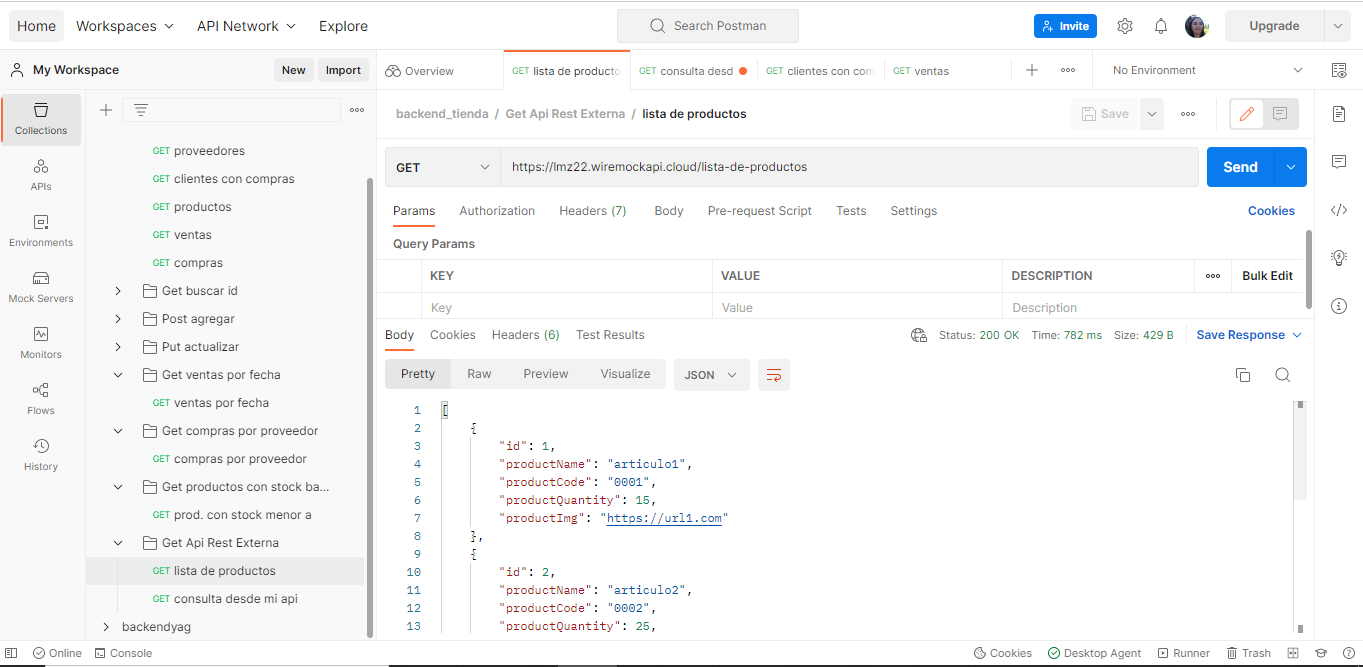 Home Workspaces API Network Explore Search Postman Invite Upgrade
My Workspace New Import Overview GET lista de producto GET consulta desd GET clientes con com GET ventas No Environment
Collections
APIs
Environments
Mock Servers
Monitors
Flows
History
GET proveedores
GET clientes con compras
GET productos
GET ventas
GET compras
Get buscar id
Post agregar
Put actualizar
Get ventas por fecha
GET ventas por fecha
Get compras por proveedor
GET compras por proveedor
Get productos con stock ba...
GET prod. con stock menor a
Get Api Rest Externa
GET lista de productos
GET consulta desde mi api
backendyag
backend_tienda / Get Api Rest Externa / lista de productos Save
GET https://lmz22.wiremockapi.cloud/lista-de-productos Send
Params Authorization Headers (7) Body Pre-request Script Tests Settings Cookies
Query Params
KEY VALUE DESCRIPTION Bulk Edit
Key Value Description
Body Cookies Headers (6) Test Results Status: 200 OK Time: 782 ms Size: 429 B Save Response
Pretty Raw Preview Visualize JSON
1 [
2 {
3 "id": 1,
4 "productName": "articulo1",
5 "productCode": "0001",
6 "productQuantity": 15,
7 "productImg": "https://url1.com"
8 },
9 {
10 "id": 2,
11 "productName": "articulo2",
12 "productCode": "0002",
13 "productQuantity": 25,
Online Console Cookies Desktop Agent Runner Trash